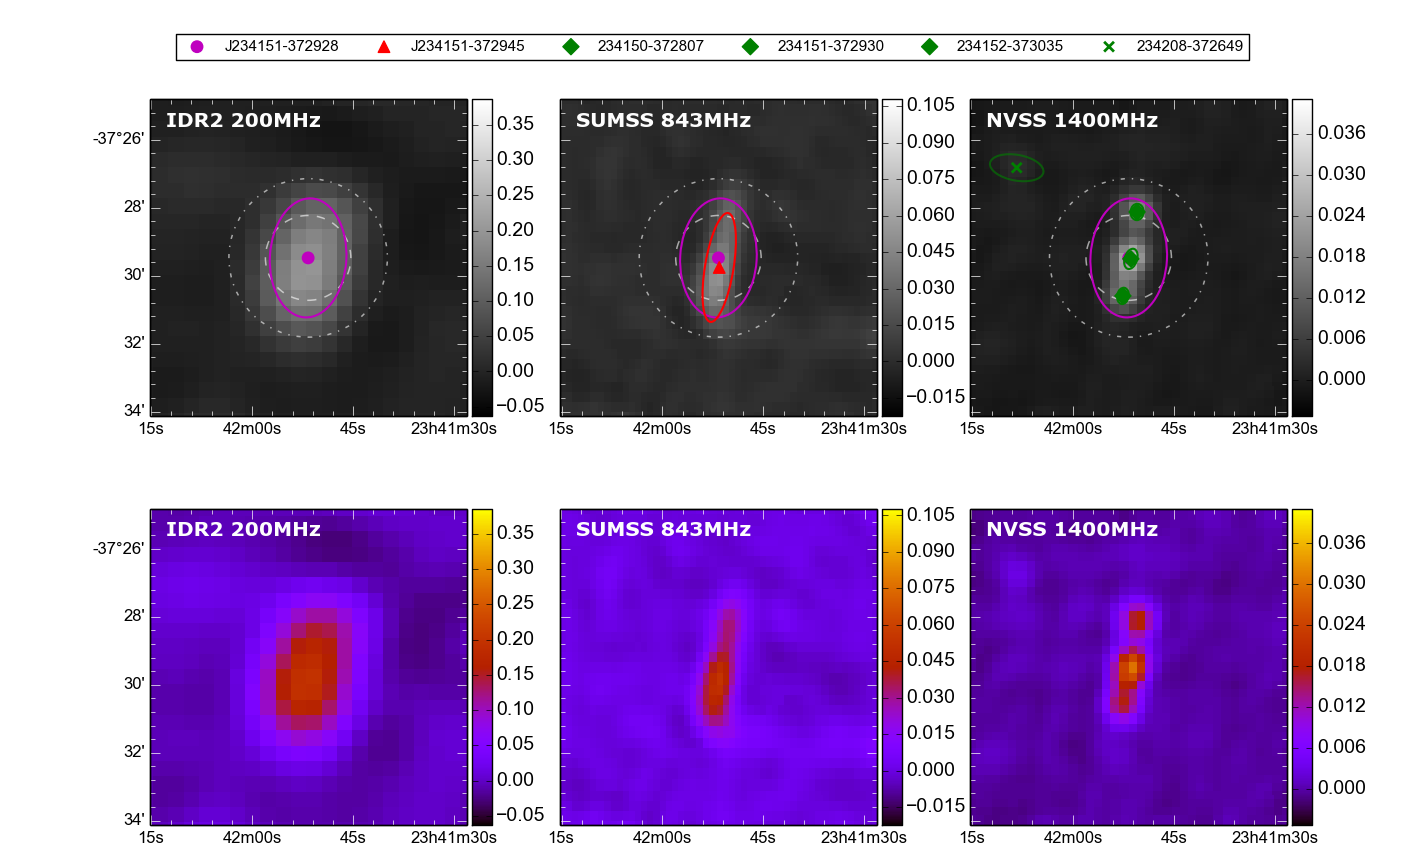 J234151-372928 J234151-372945 234150-372807 234151-372930 234152-373035 234208-372649
IDR2 200MHz SUMSS 843MHz NVSS 1400MHz
-37°26' 28' 30' 32' 34'
0.35 0.30 0.25 0.20 0.15 0.10 0.05 0.00 −0.05
0.105 0.090 0.075 0.060 0.045 0.030 0.015 0.000 −0.015
0.036 0.030 0.024 0.018 0.012 0.006 0.000
15s 42m00s 45s 23h41m30s 15s 42m00s 45s 23h41m30s 15s 42m00s 45s 23h41m30s
IDR2 200MHz SUMSS 843MHz NVSS 1400MHz
-37°26' 28' 30' 32' 34'
0.35 0.30 0.25 0.20 0.15 0.10 0.05 0.00 −0.05
0.105 0.090 0.075 0.060 0.045 0.030 0.015 0.000 −0.015
0.036 0.030 0.024 0.018 0.012 0.006 0.000
15s 42m00s 45s 23h41m30s 15s 42m00s 45s 23h41m30s 15s 42m00s 45s 23h41m30s